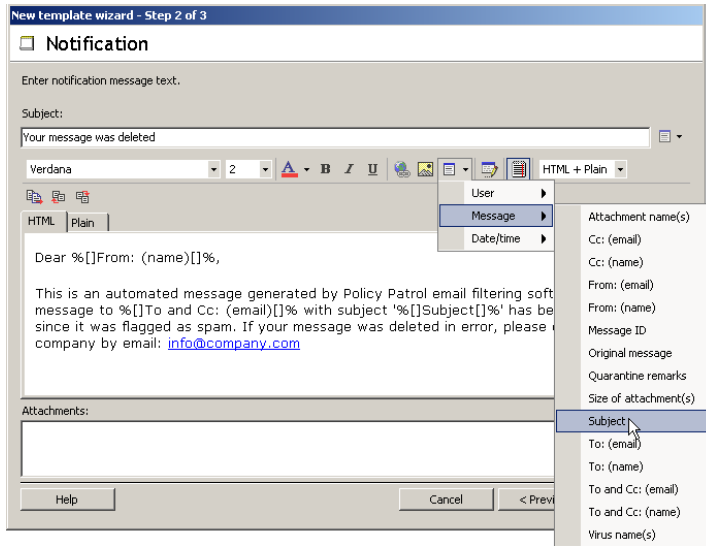 New template wizard - Step 2 of 3
Notification
Enter notification message text.
Subject:
Your message was deleted
Verdana 2 A B I U HTML + Plain
User
Message
Date/time
HTML Plain
Dear %[]From: (name)[]%,
This is an automated message generated by Policy Patrol email filtering soft
message to %[]To and Cc: (email)[]% with subject '%[]Subject[]%' has be
since it was flagged as spam. If your message was deleted in error, please
company by email: info@company.com
Attachments:
Help Cancel < Previ
Attachment name(s)
Cc: (email)
Cc: (name)
From: (email)
From: (name)
Message ID
Original message
Quarantine remarks
Size of attachment(s)
Subject
To: (email)
To: (name)
To and Cc: (email)
To and Cc: (name)
Virus name(s)